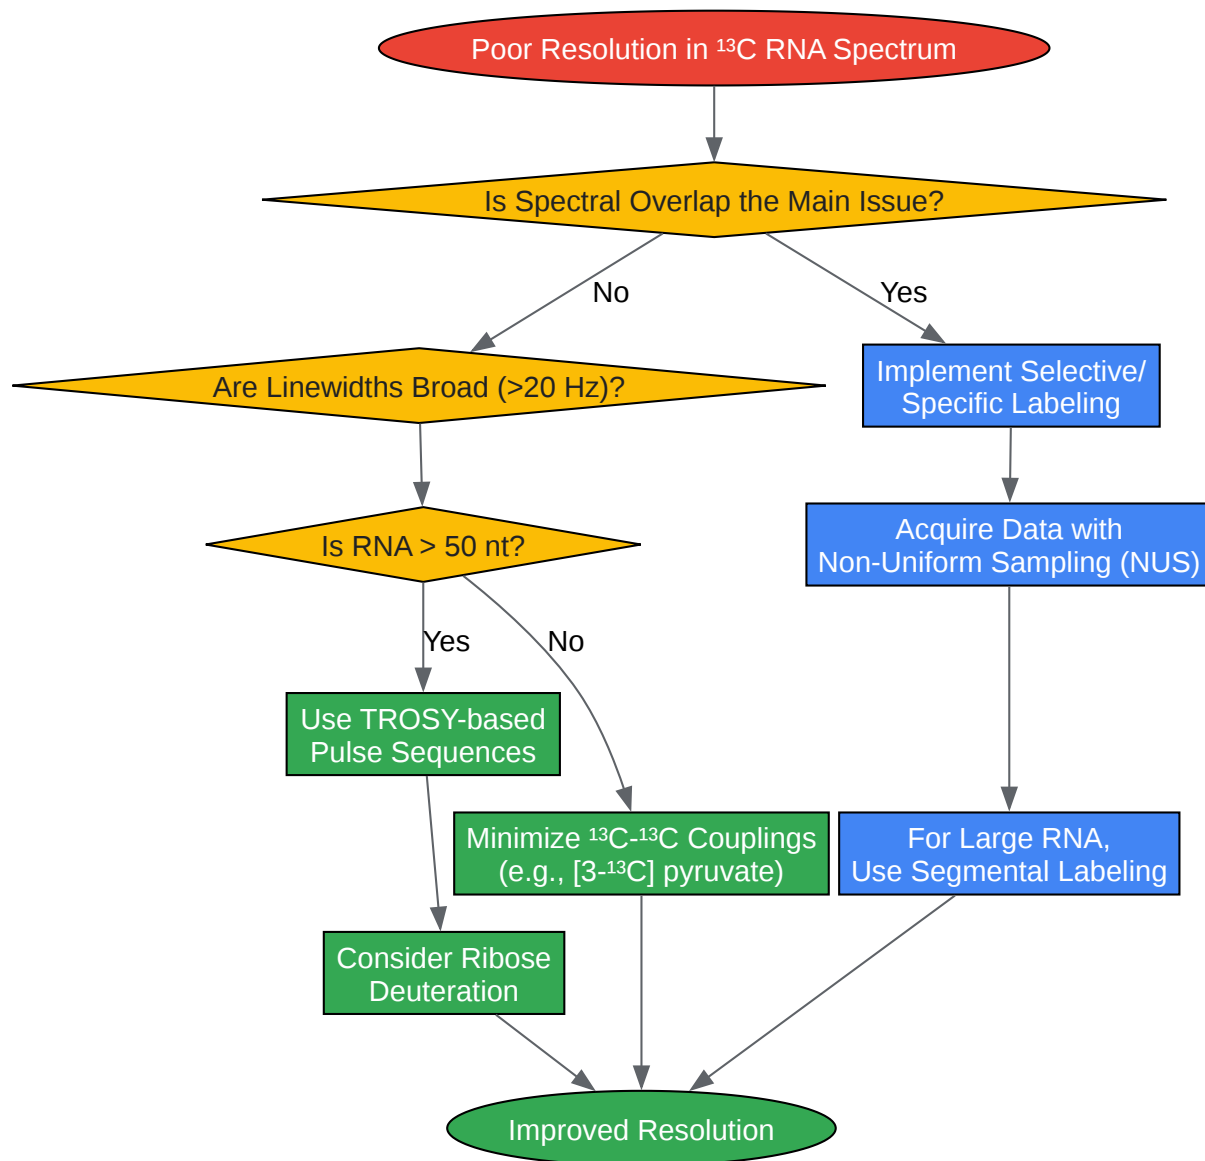 Poor Resolution in ¹³C RNA Spectrum
Is Spectral Overlap the Main Issue?
No
Yes
Are Linewidths Broad (>20 Hz)?
Implement Selective/
Specific Labeling
Is RNA > 50 nt?
Acquire Data with
Non-Uniform Sampling (NUS)
Yes
No
Use TROSY-based
Pulse Sequences
Minimize ¹³C-¹³C Couplings
(e.g., [3-¹³C] pyruvate)
For Large RNA,
Use Segmental Labeling
Consider Ribose
Deuteration
Improved Resolution